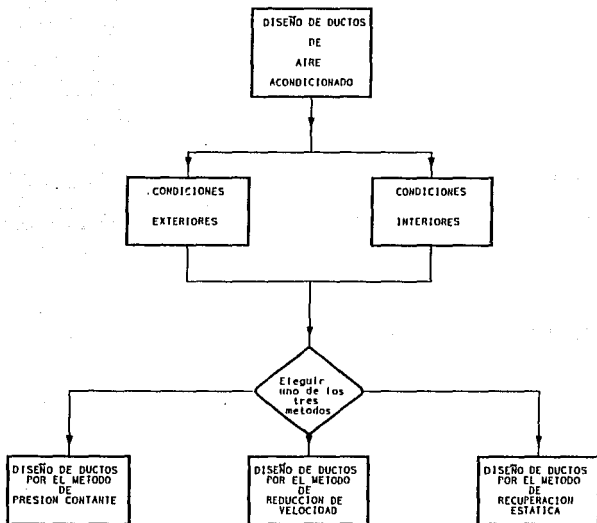 DISEÑO DE DUCTOS
DE
AIRE
ACONDICIONADO
CONDICIONES
EXTERIORES
CONDICIONES
INTERIORES
Eleguir
uno de los
tres
metodos
DISEÑO DE DUCTOS
POR EL METODO
DE
PRESION CONTANTE
DISEÑO DE DUCTOS
POR EL METODO
DE
REDUCCION DE
VELOCIDAD
DISEÑO DE DUCTOS
POR EL METODO
DE
RECUPERACION
ESTATICA